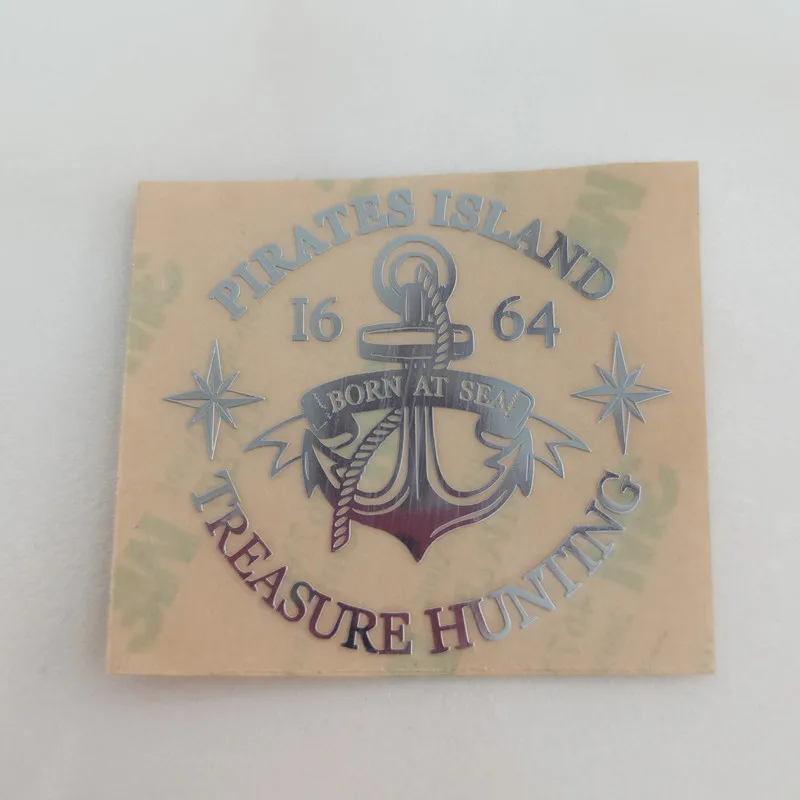 PIRATES ISLAND
16 64
BORN AT SEA
TREASURE HUNTING